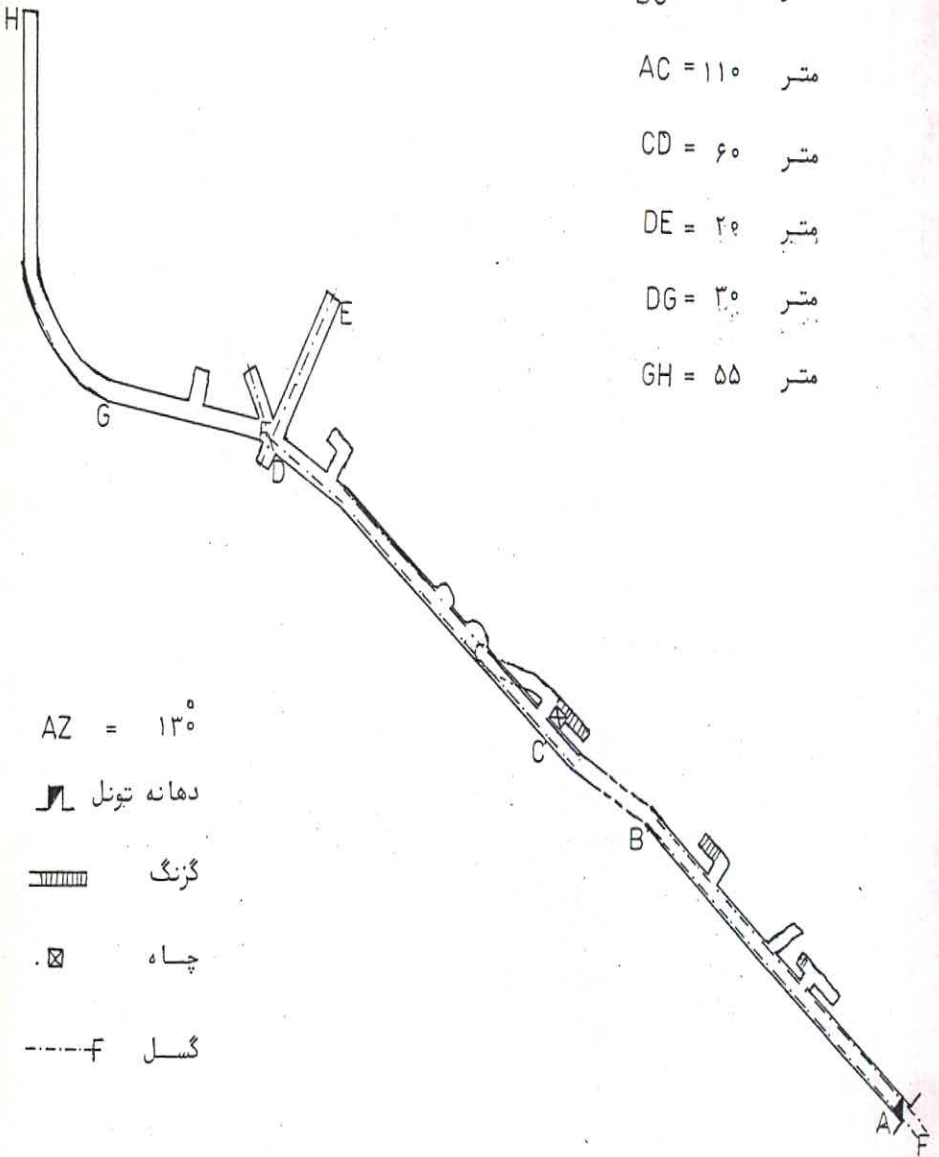 AC = ۱۱۰ متر
CD = ۶۰ متر
DE = ۲۰ متر
DG = ۳۰ متر
GH = ۵۵ متر
H
E
G
F
D
C
B
A
F
AZ = ۱۳۰
دهانه تونل
گزنگ
چاه
گسل F